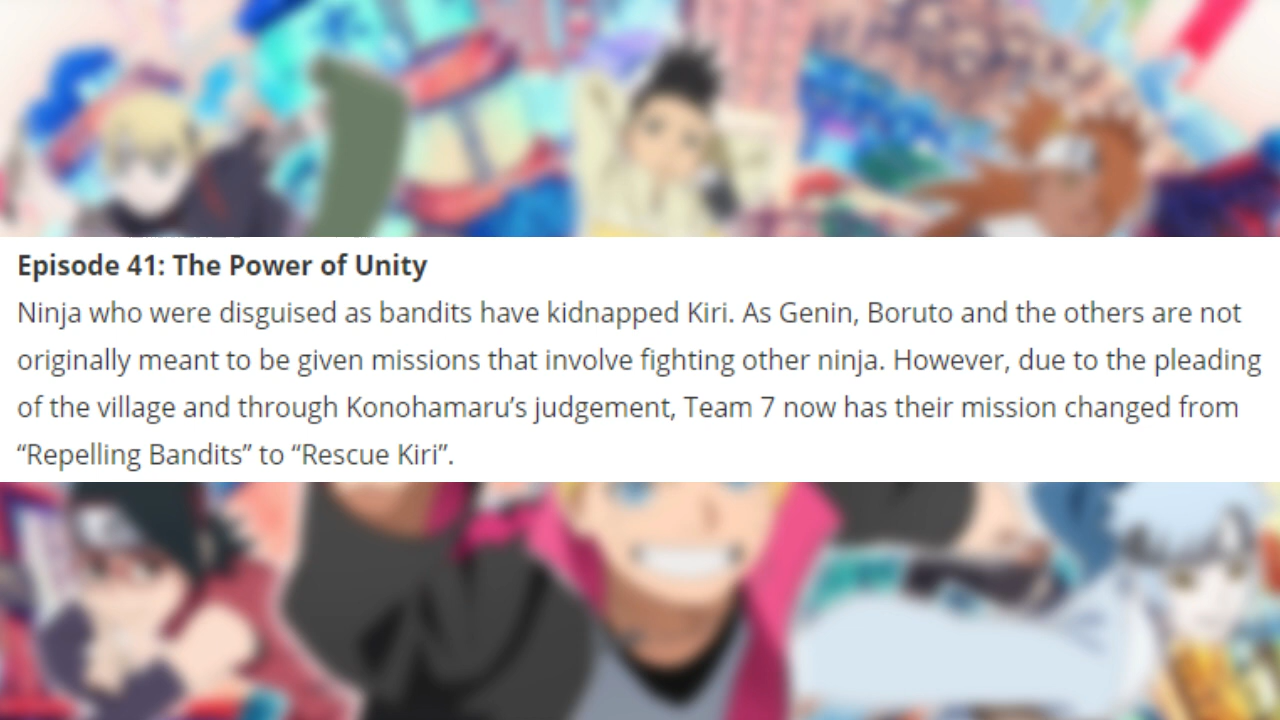 Episode 41: The Power of Unity
Ninja who were disguised as bandits have kidnapped Kiri. As Genin, Boruto and the others are not
originally meant to be given missions that involve fighting other ninja. However, due to the pleading
of the village and through Konohamaru’s judgement, Team 7 now has their mission changed from
“Repelling Bandits” to “Rescue Kiri”.